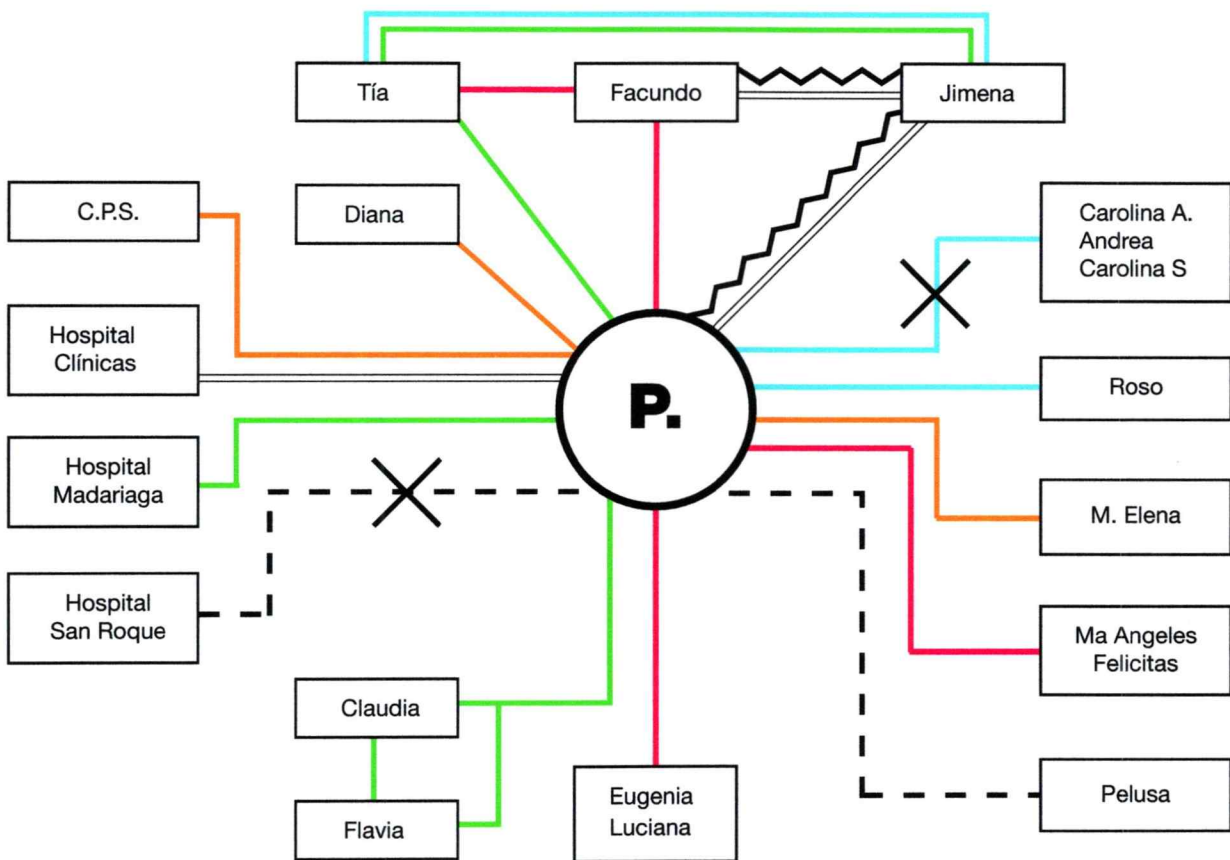 Tía
Facundo
Jimena
C.P.S.
Diana
Carolina A.
Andrea
Carolina S
Hospital
Clínicas
P.
Roso
Hospital
Madariaga
M. Elena
Hospital
San Roque
Ma Angeles
Felicitas
Claudia
Flavia
Eugenia
Luciana
Pelusa